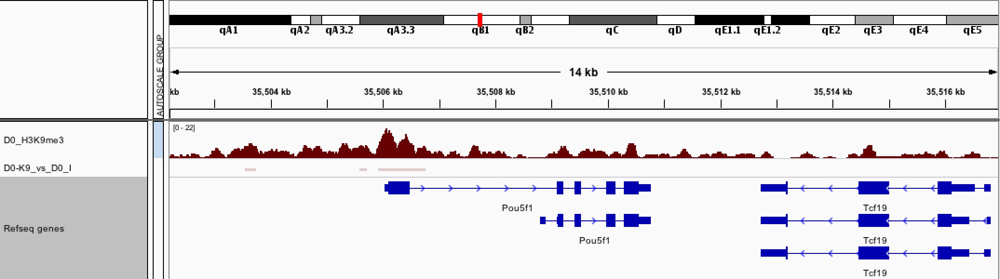 qA1 qA2 qA3.2 qA3.3 qB1 qB2 qC qD qE1.1 qE1.2 qE2 qE3 qE4 qE5
AUTOSCALE GROUP
14 kb
kb 35,504 kb 35,506 kb 35,508 kb 35,510 kb 35,512 kb 35,514 kb 35,516 kb
[0 - 22]
D0_H3K9me3
D0-K9_vs_D0_I
Pou5f1 Tcf19
Refseq genes
Pou5f1 Tcf19
Tcf19